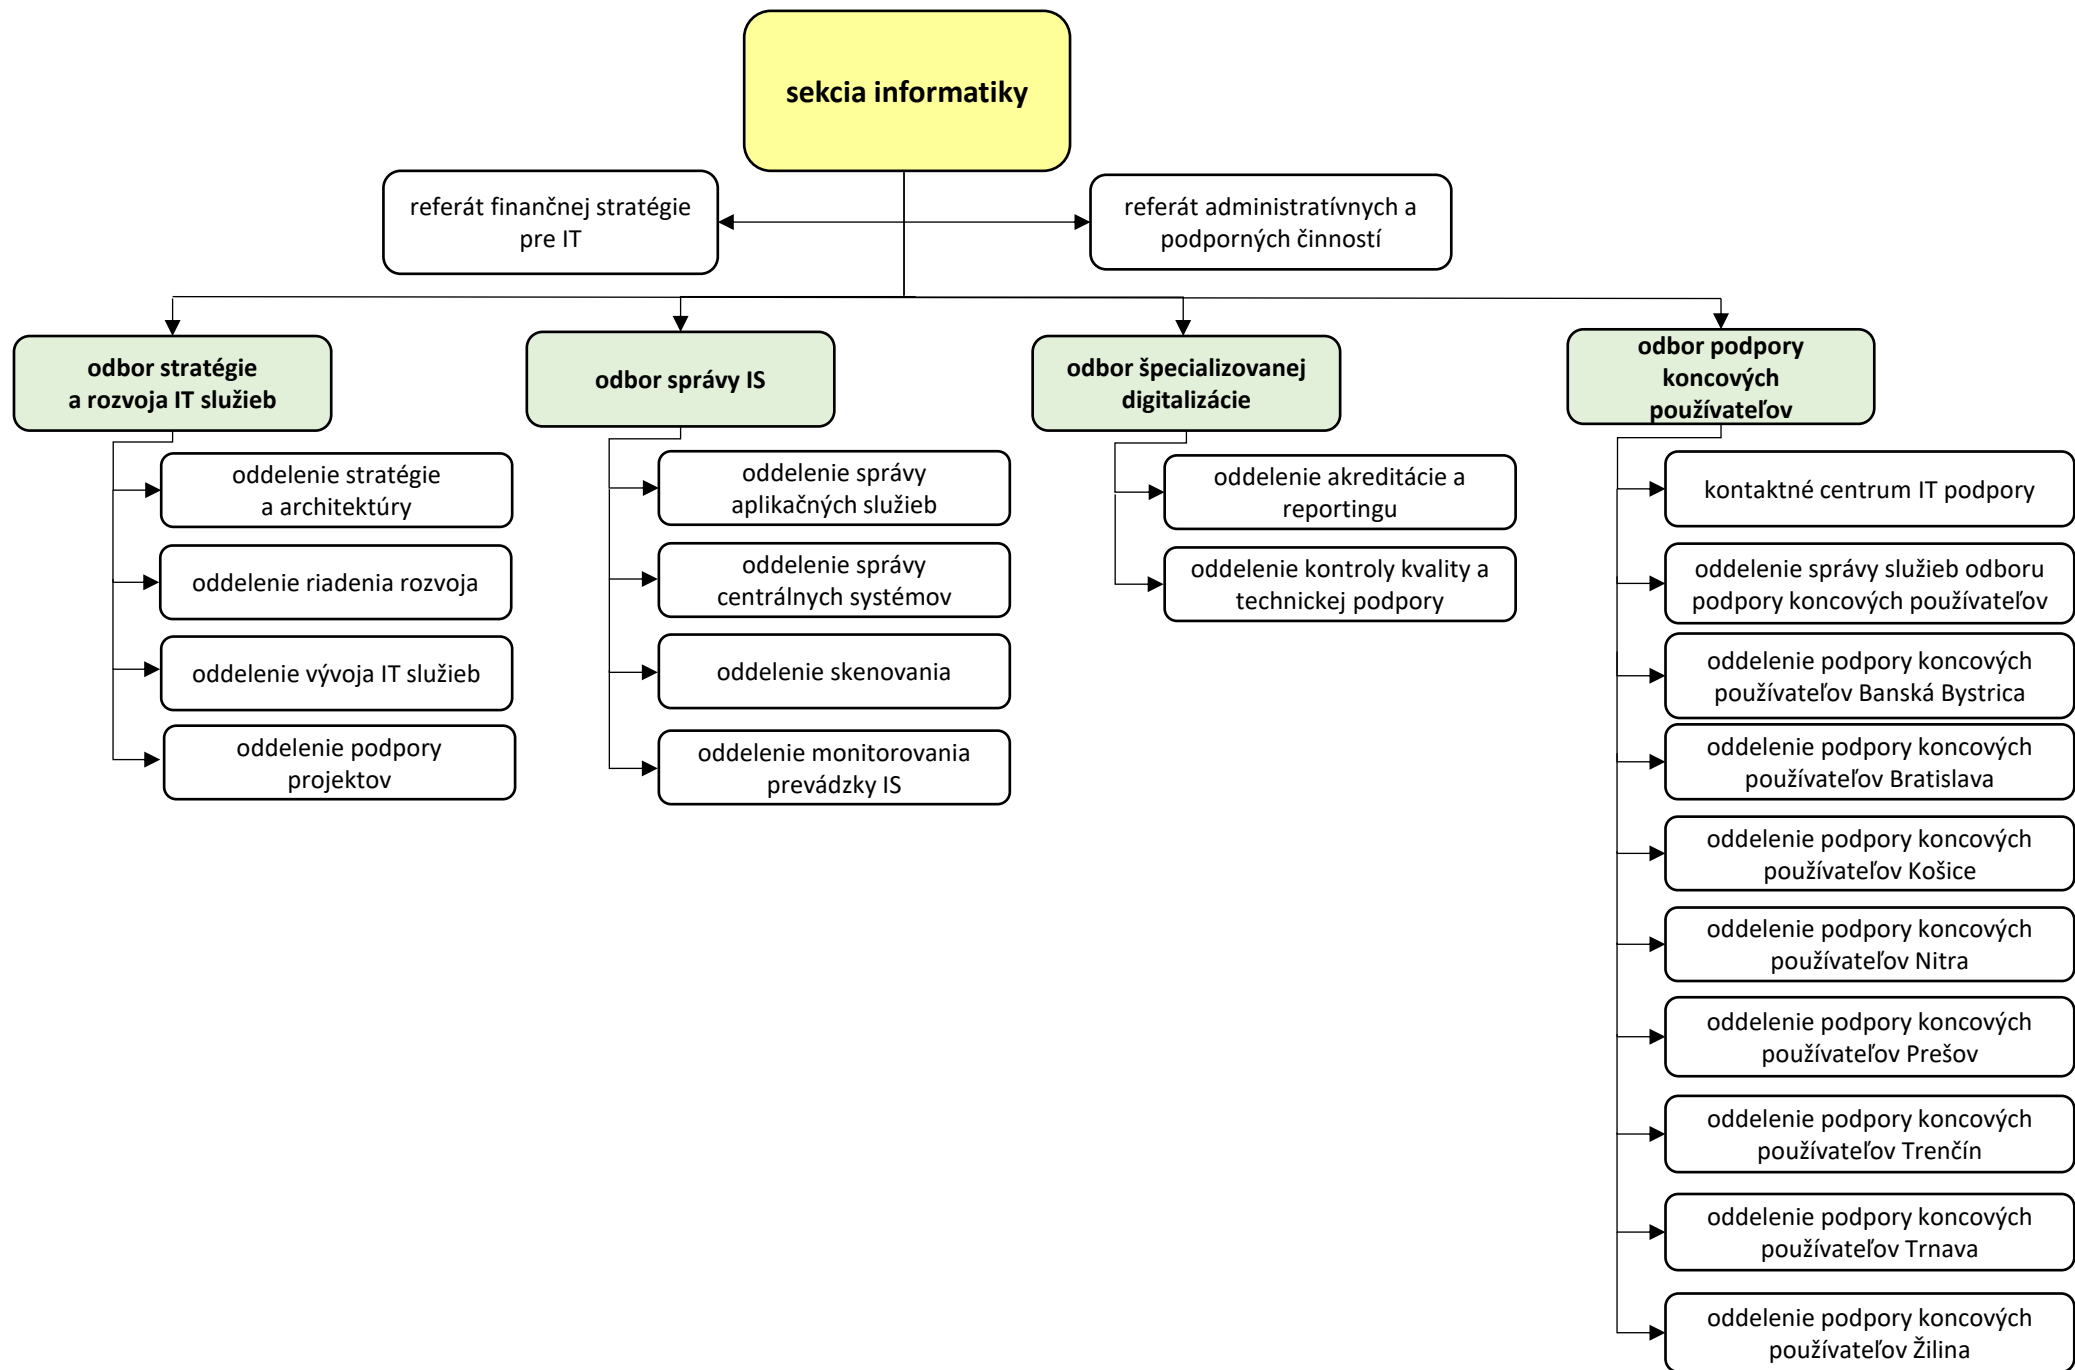 sekcia informatiky
referát finančnej stratégie
pre IT
referát administratívnych a
podporných činností
odbor stratégie
a rozvoja IT služieb
oddelenie stratégie
a architektúry
oddelenie riadenia rozvoja
oddelenie vývoja IT služieb
oddelenie podpory
projektov
odbor správy IS
oddelenie správy
aplikačných služieb
oddelenie správy
centrálnych systémov
oddelenie skenovania
oddelenie monitorovania
prevádzky IS
odbor špecializovanej
digitalizácie
oddelenie akreditácie a
reportingu
oddelenie kontroly kvality a
technickej podpory
odbor podpory
koncových
používateľov
kontaktné centrum IT podpory
oddelenie správy služieb odboru
podpory koncových používateľov
oddelenie podpory koncových
používateľov Banská Bystrica
oddelenie podpory koncových
používateľov Bratislava
oddelenie podpory koncových
používateľov Košice
oddelenie podpory koncových
používateľov Nitra
oddelenie podpory koncových
používateľov Prešov
oddelenie podpory koncových
používateľov Trenčín
oddelenie podpory koncových
používateľov Trnava
oddelenie podpory koncových
používateľov Žilina